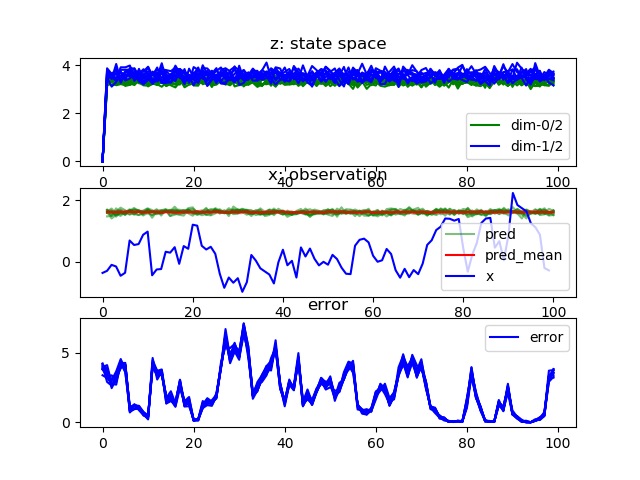 z: state space
4
2
0
dim-0/2
dim-1/2
0 20 40 60 80 100
x: observation
2
0
pred
pred_mean
x
0 20 40 60 80 100
error
5
0
error
0 20 40 60 80 100